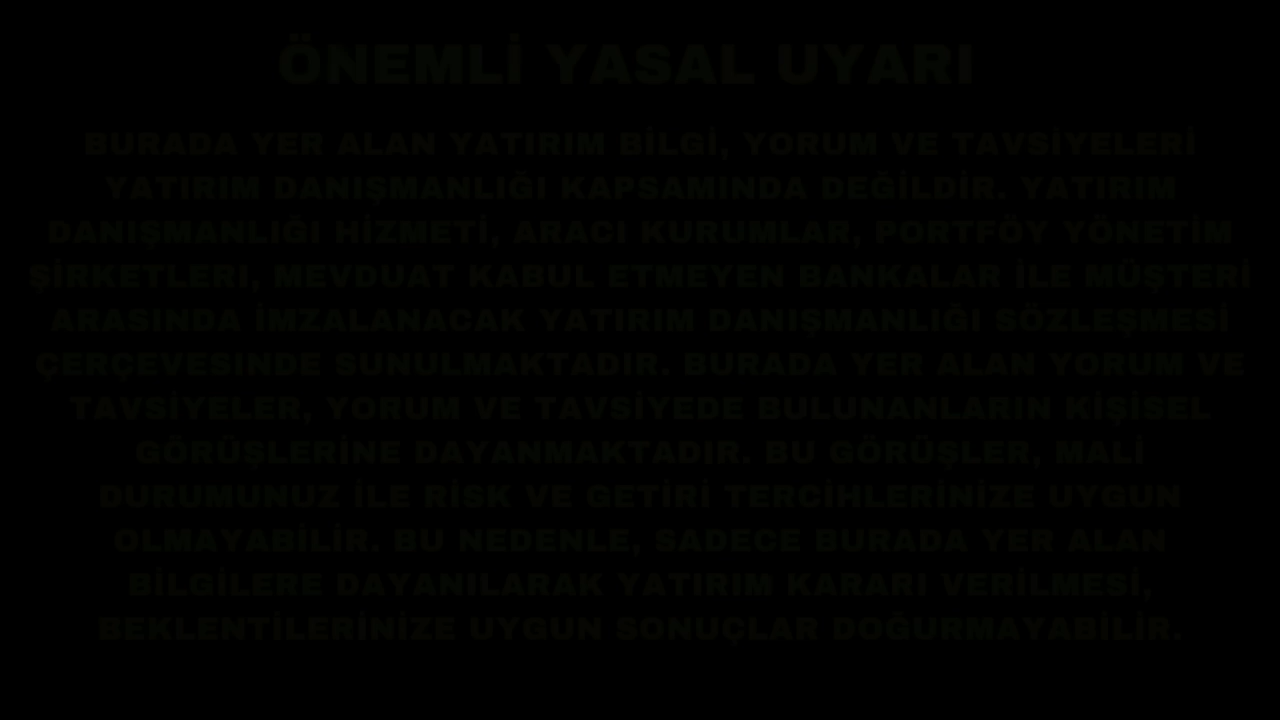 ÖNEMLİ YASAL UYARI
BURADA YER ALAN YATIRIM BİLGİ, YORUM VE TAVSİYELERİ
YATIRIM DANIŞMANLIĞI KAPSAMINDA DEĞİLDİR. YATIRIM
DANIŞMANLIĞI HİZMETİ, ARACI KURUMLAR, PORTFÖY YÖNETİM
ŞİRKETLERI, MEVDUAT KABUL ETMEYEN BANKALAR İLE MÜŞTERİ
ARASINDA İMZALANACAK YATIRIM DANIŞMANLIĞI SÖZLEŞMESİ
ÇERÇEVESINDE SUNULMAKTADIR. BURADA YER ALAN YORUM VE
TAVSİYELER, YORUM VE TAVSİYEDE BULUNANLARIN KİŞİSEL
GÖRÜŞLERİNE DAYANMAKTADIR. BU GÖRÜŞLER, MALİ
DURUMUNUZ İLE RİSK VE GETİRİ TERCİHLERİNİZE UYGUN
OLMAYABİLİR. BU NEDENLE, SADECE BURADA YER ALAN
BİLGİLERE DAYANILARAK YATIRIM KARARI VERİLMESİ,
BEKLENTİLERİNİZE UYGUN SONUÇLAR DOĞURMAYABİLİR.